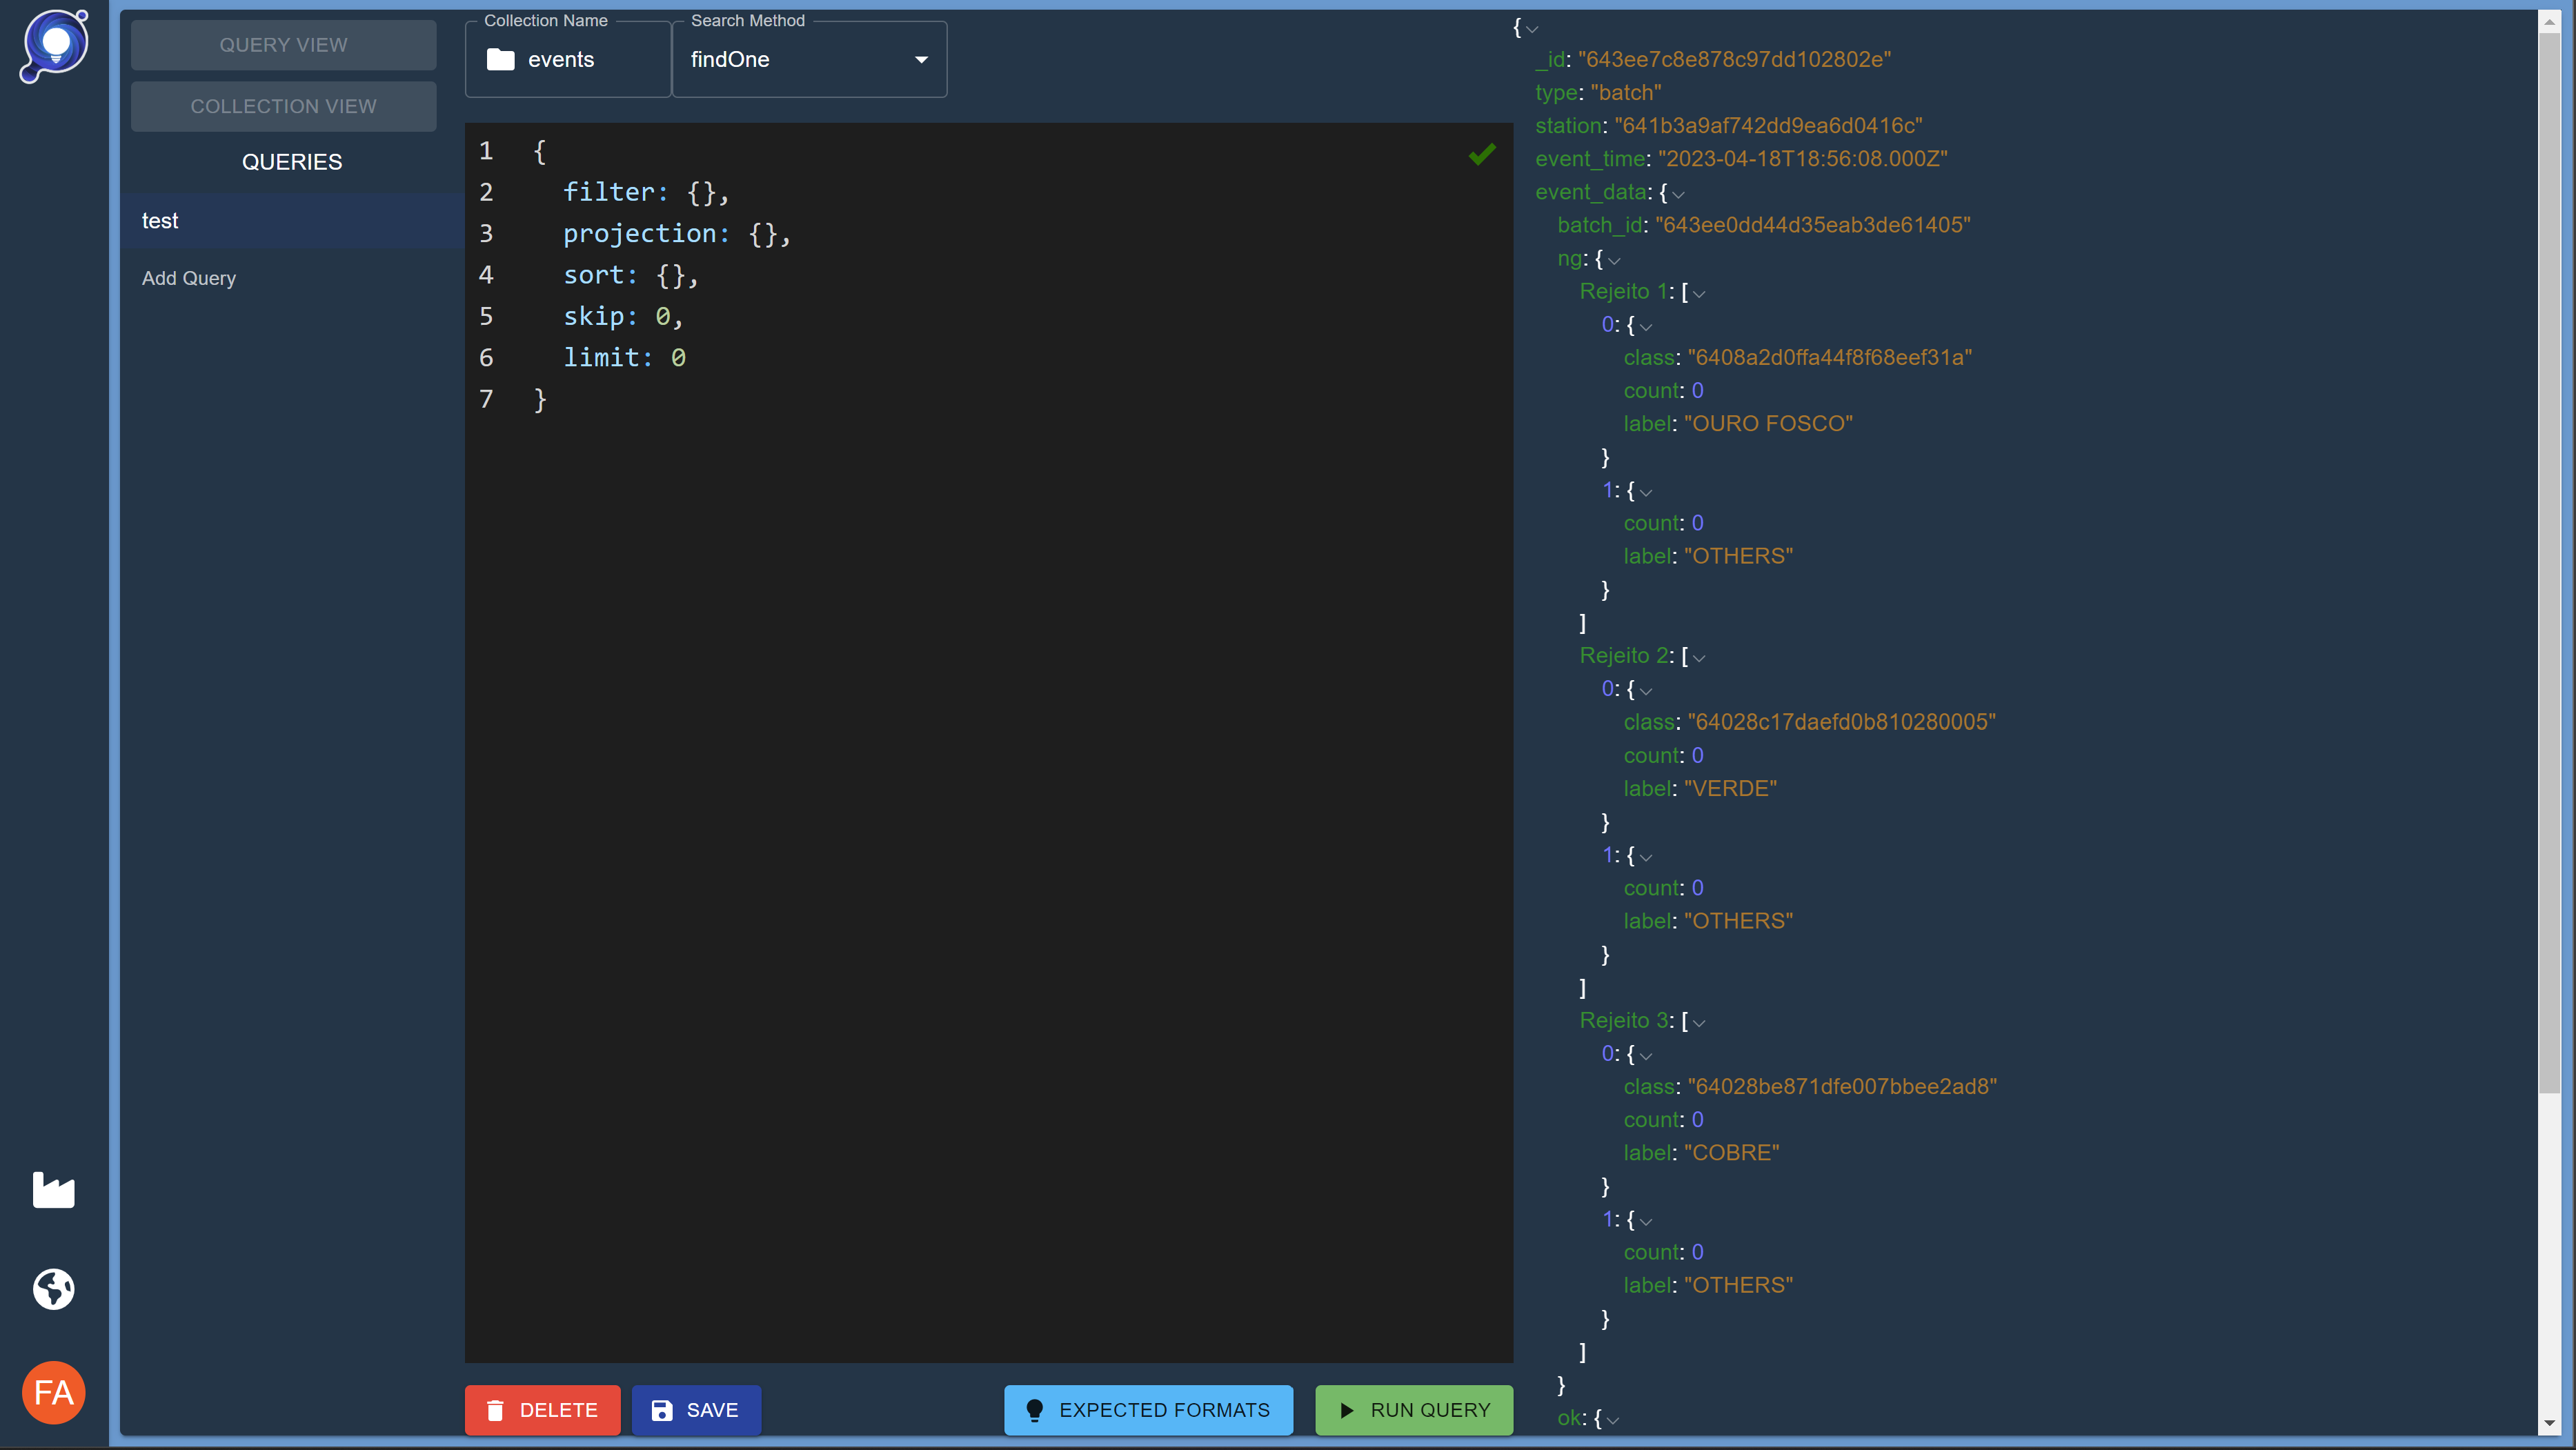 QUERY VIEW
COLLECTION VIEW
QUERIES
test
Add Query
FA
Collection Name
events
Search Method
findOne
1 {
2 filter: {},
3 projection: {},
4 sort: {},
5 skip: 0,
6 limit: 0
7 }
DELETE
SAVE
EXPECTED FORMATS
RUN QUERY
{
_id: "643ee7c8e878c97dd102802e"
type: "batch"
station: "641b3a9af742dd9ea6d0416c"
event_time: "2023-04-18T18:56:08.000Z"
event_data: {
batch_id: "643ee0dd44d35eab3de61405"
ng: {
Rejeito 1: [
0: {
class: "6408a2d0ffa44f8f68eef31a"
count: 0
label: "OURO FOSCO"
}
1: {
count: 0
label: "OTHERS"
}
]
Rejeito 2: [
0: {
class: "64028c17daefd0b810280005"
count: 0
label: "VERDE"
}
1: {
count: 0
label: "OTHERS"
}
]
Rejeito 3: [
0: {
class: "64028be871dfe007bbee2ad8"
count: 0
label: "COBRE"
}
1: {
count: 0
label: "OTHERS"
}
]
}
ok: {